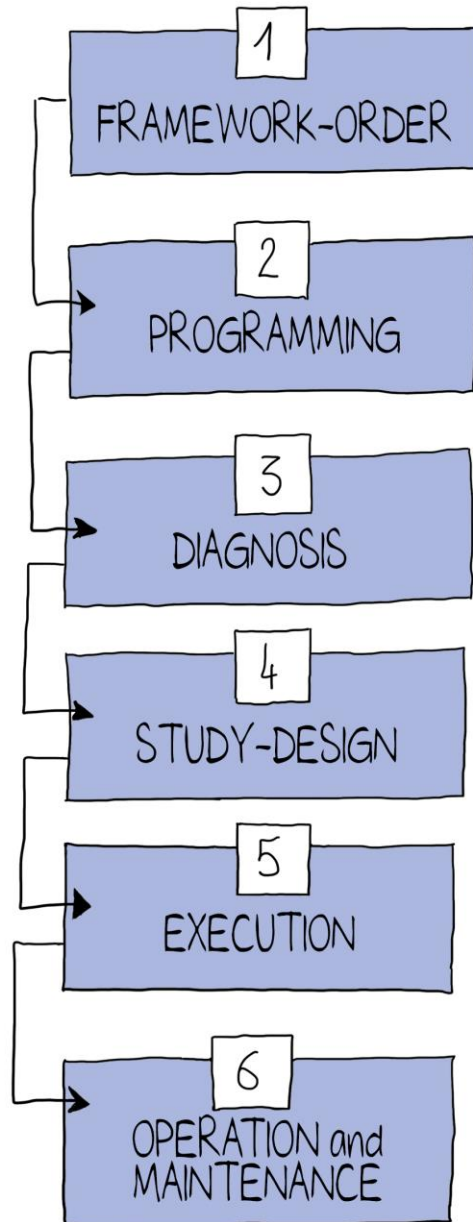 1
FRAMEWORK-ORDER
2
PROGRAMMING
3
DIAGNOSIS
4
STUDY-DESIGN
5
EXECUTION
6
OPERATION and
MAINTENANCE